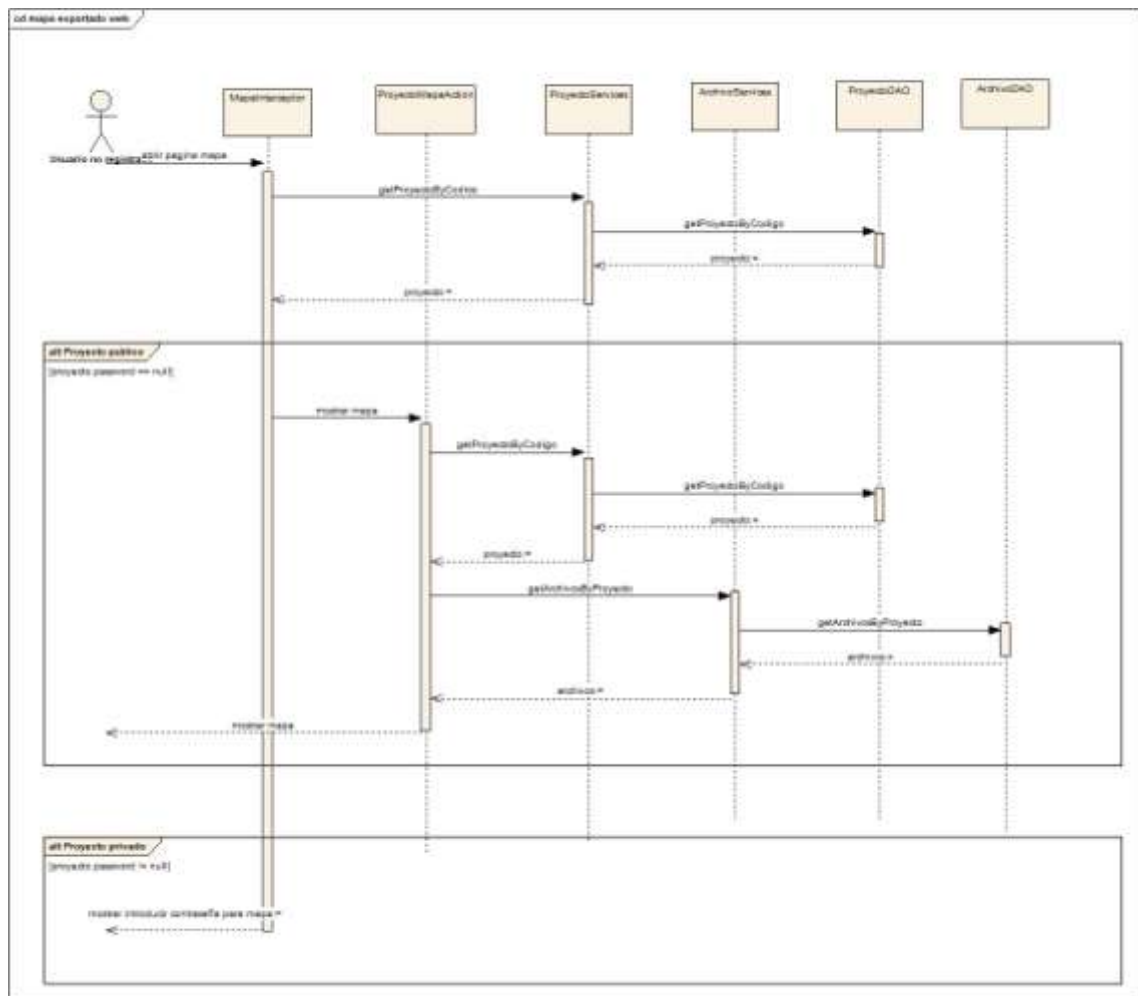 sd mapa exportado web
MapaInterceptor
ProyectoMapaAction
ProyectoServices
ArchivoServices
ProyectoDAO
ArchivoDAO
Usuario no
abrir pagina mapa
getProyectoByCodigo
getProyectoByCodigo
proyecto =
proyecto =
alt Proyecto publico
[proyecto.password == null]
mostrar mapa
getProyectoByCodigo
getProyectoByCodigo
proyecto =
proyecto =
getArchivosByProyecto
getArchivosByProyecto
archivos =
archivos =
mostrar mapa
alt Proyecto privado
[proyecto.password != null]
mostrar introducir contraseña para mapa =